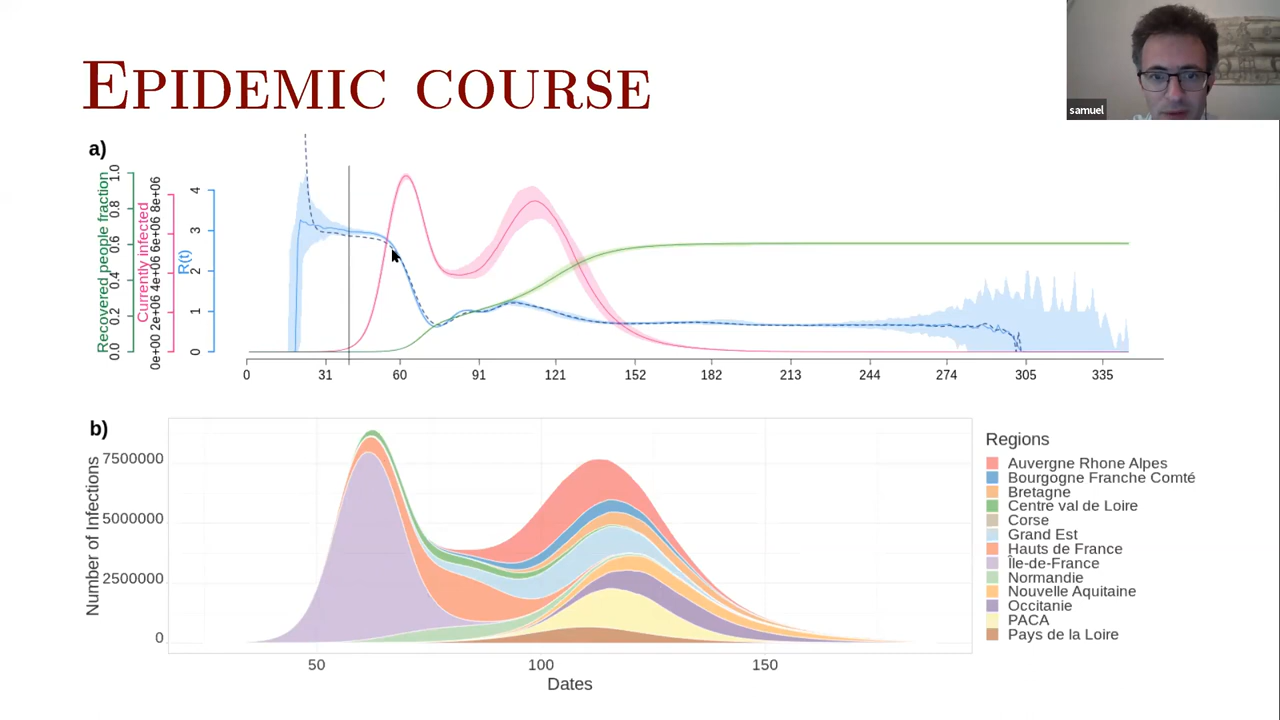 EPIDEMIC COURSE
samuel
a)
Recovered people fraction
0.0 0.2 0.4 0.6 0.8 1.0
Currently infected
0e+00 2e+06 4e+06 6e+06 8e+06
R(t)
0 1 2 3 4
0 31 60 91 121 152 182 213 244 274 305 335
b)
Number of Infections
7500000
5000000
2500000
0
50 100 150
Dates
Regions
Auvergne Rhone Alpes
Bourgogne Franche Comté
Bretagne
Centre val de Loire
Corse
Grand Est
Hauts de France
Île-de-France
Normandie
Nouvelle Aquitaine
Occitanie
PACA
Pays de la Loire